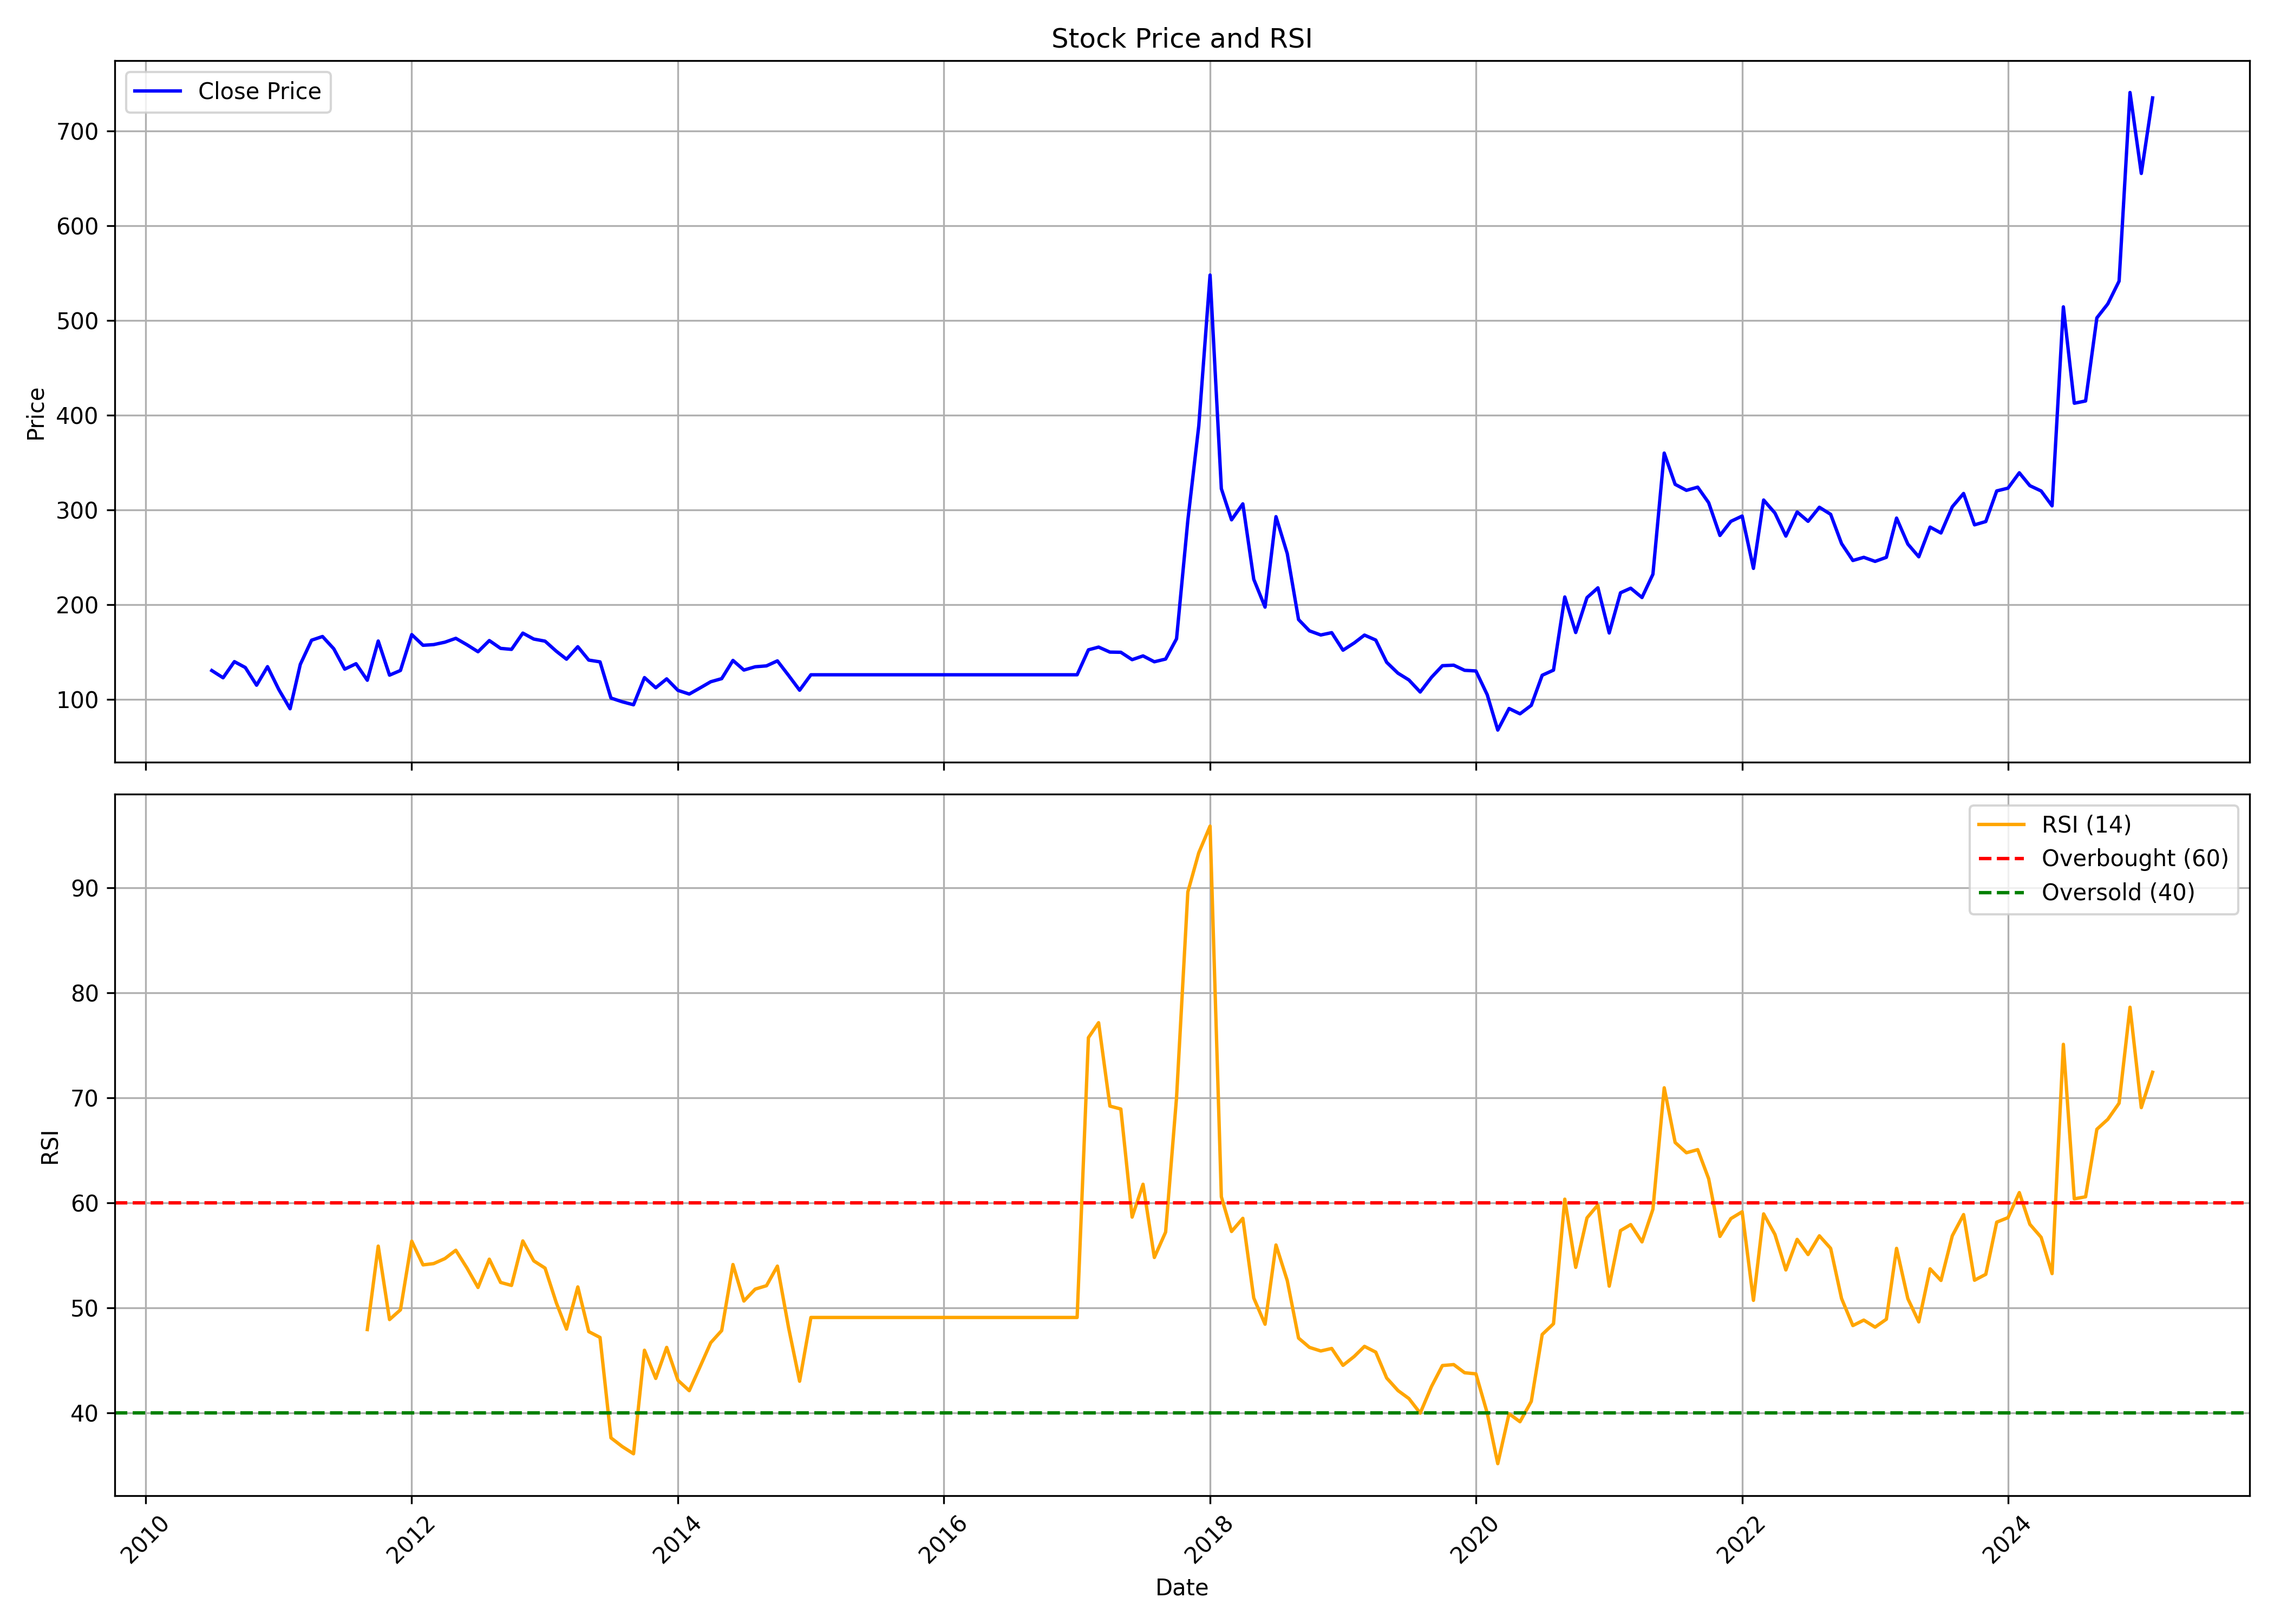 Stock Price and RSI
Close Price
700
600
500
400
300
200
100
Price
RSI (14)
Overbought (60)
Oversold (40)
90
80
70
60
50
40
RSI
2010
2012
2014
2016
2018
2020
2022
2024
Date